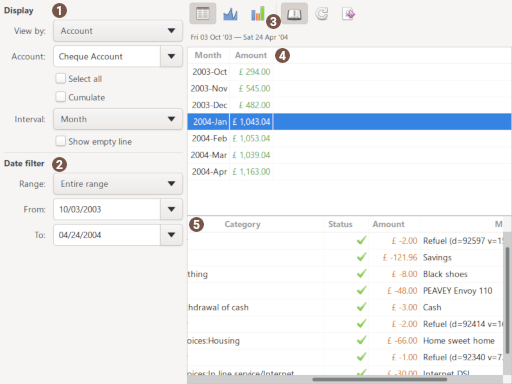 Display 1
View by: Account
Account: Cheque Account
Select all
Cumulate
Interval: Month
Show empty line
Date filter 2
Range: Entire range
From: 10/03/2003
To: 04/24/2004
3
Fri 03 Oct '03 — Sat 24 Apr '04
Month Amount 4
2003-Oct £ 294.00
2003-Nov £ 545.00
2003-Dec £ 482.00
2004-Jan £ 1,043.04
2004-Feb £ 1,053.04
2004-Mar £ 1,039.04
2004-Apr £ 1,163.00
5 Category Status Amount M
£ -2.00 Refuel (d=92597 v=1
£ -121.96 Savings
thing £ -8.00 Black shoes
£ -48.00 PEAVEY Envoy 110
hdrawal of cash £ -3.00 Cash
£ -2.00 Refuel (d=92414 v=1
oices:Housing £ -66.00 Home sweet home
£ -1.00 Refuel (d=92340 v=7
oices:In line service/Internet £ -30.00 Internet DSL